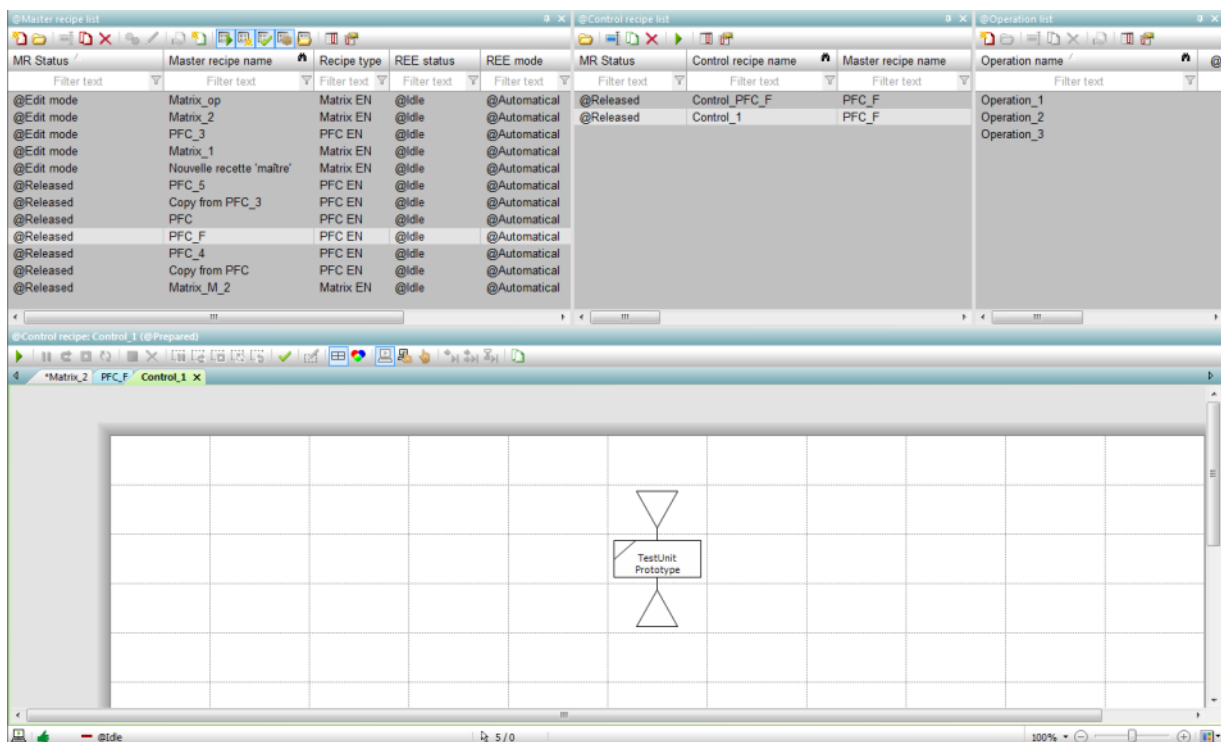 @Master recipe list
MR Status Master recipe name Recipe type REE status REE mode
Filter text Filter text Filter text Filter text Filter text
@Edit mode Matrix_op Matrix EN @Idle @Automatical
@Edit mode Matrix_2 Matrix EN @Idle @Automatical
@Edit mode PFC_3 PFC EN @Idle @Automatical
@Edit mode Matrix_1 Matrix EN @Idle @Automatical
@Edit mode Nouvelle recette 'maître' Matrix EN @Idle @Automatical
@Released PFC_5 PFC EN @Idle @Automatical
@Released Copy from PFC_3 PFC EN @Idle @Automatical
@Released PFC PFC EN @Idle @Automatical
@Released PFC_F PFC EN @Idle @Automatical
@Released PFC_4 PFC EN @Idle @Automatical
@Released Copy from PFC PFC EN @Idle @Automatical
@Released Matrix_M_2 Matrix EN @Idle @Automatical
@Control recipe list
MR Status Control recipe name Master recipe name
Filter text Filter text Filter text
@Released Control_PFC_F PFC_F
@Released Control_1 PFC_F
@Operation list
Operation name @
Filter text
Operation_1
Operation_2
Operation_3
@Control recipe: Control_1 (@Prepared)
*Matrix_2 PFC_F Control_1
TestUnit
Prototype
@Idle 5 / 0 100%